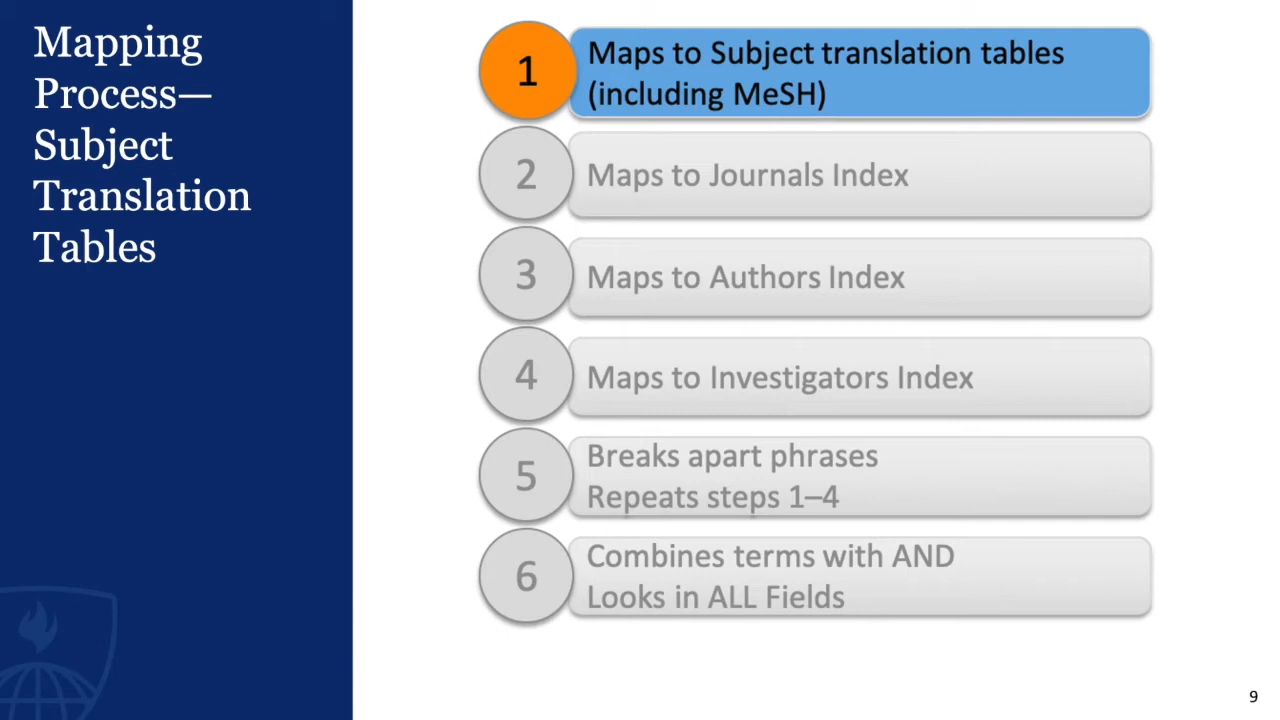 Mapping
Process—
Subject
Translation
Tables
1
Maps to Subject translation tables
(including MeSH)
2
Maps to Journals Index
3
Maps to Authors Index
4
Maps to Investigators Index
5
Breaks apart phrases
Repeats steps 1–4
6
Combines terms with AND
Looks in ALL Fields
9